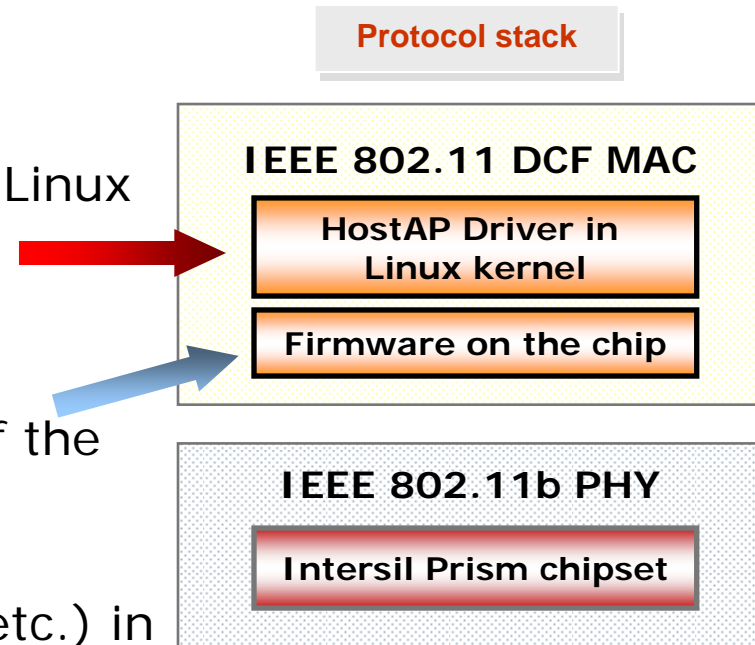 Protocol stack
IEEE 802.11 DCF MAC
Linux
HostAP Driver in
Linux kernel
Firmware on the chip
f the
IEEE 802.11b PHY
Intersil Prism chipset
etc.) in